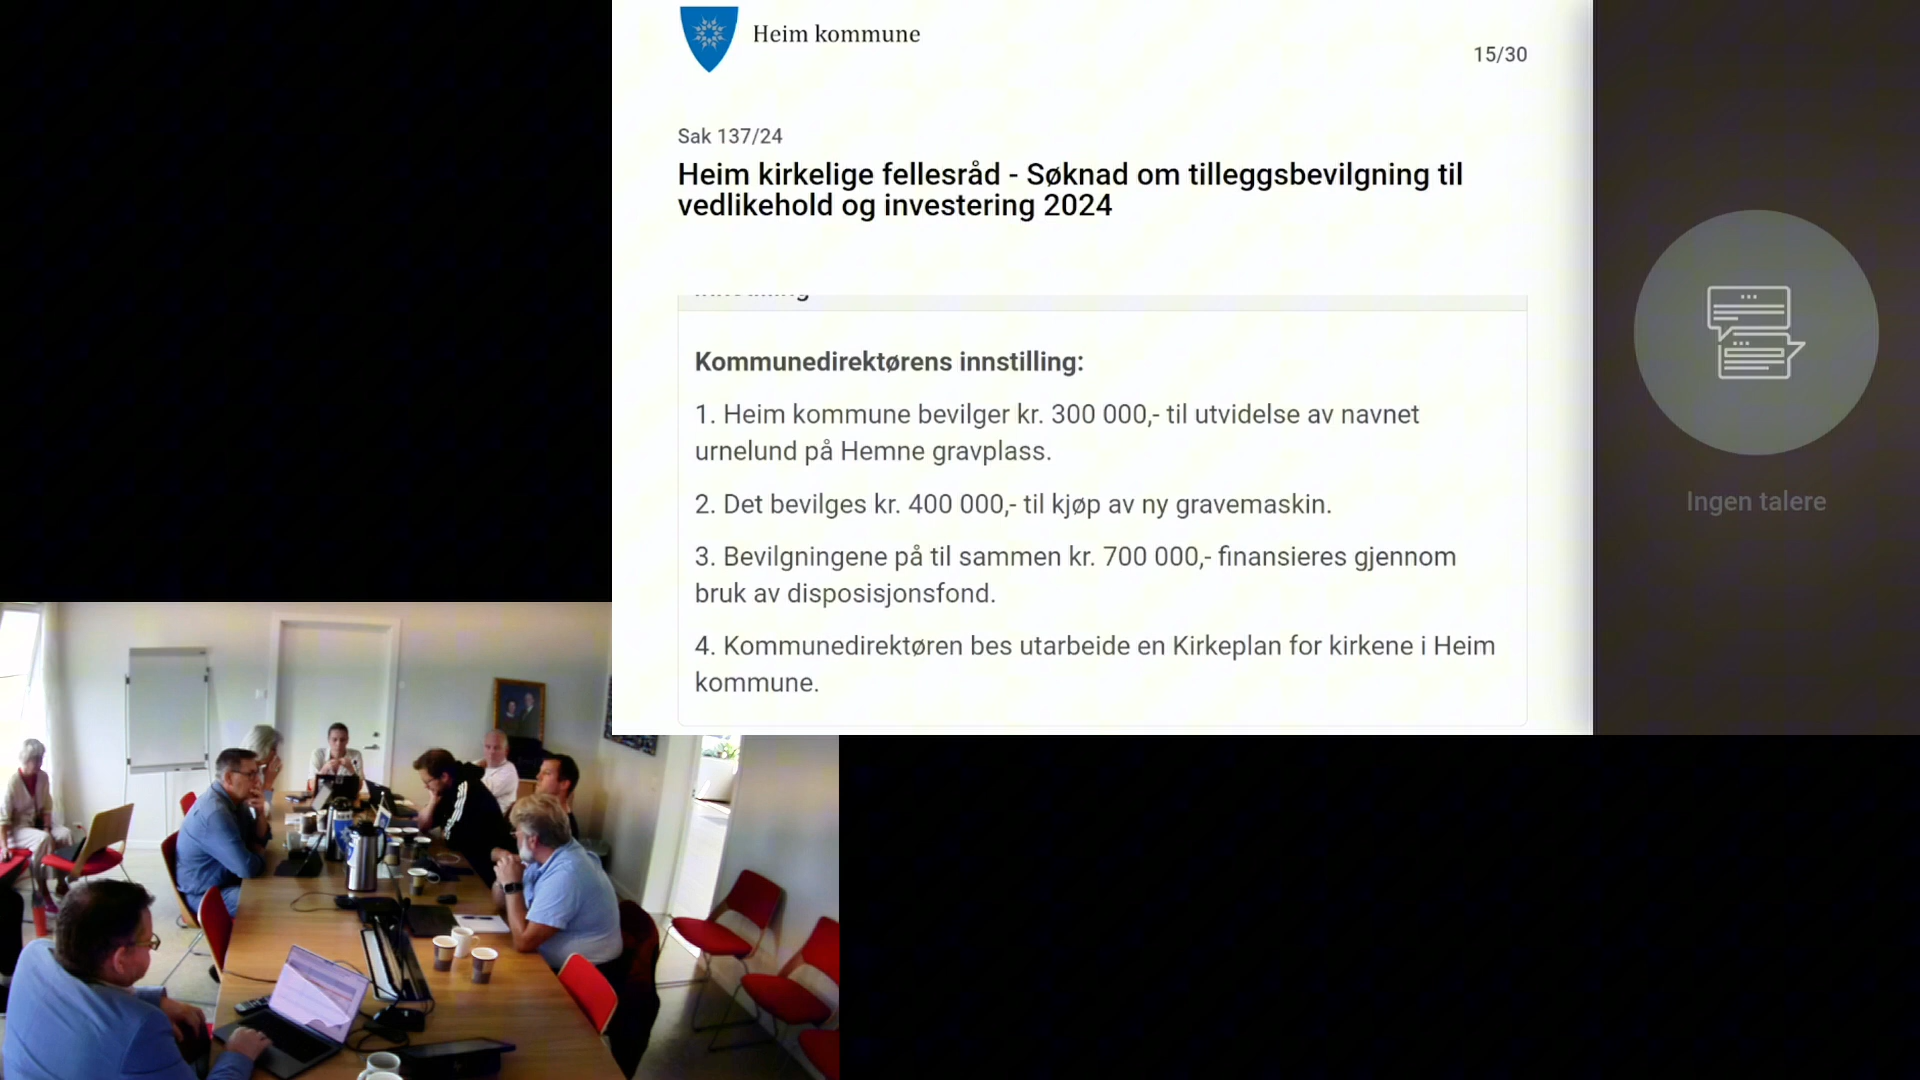 Heim kommune
15/30
Sak 137/24
Heim kirkelige fellesråd - Søknad om tilleggsbevilgning til
vedlikehold og investering 2024
Kommunedirektørens innstilling:
1. Heim kommune bevilger kr. 300 000,- til utvidelse av navnet
urnelund på Hemne gravplass.
2. Det bevilges kr. 400 000,- til kjøp av ny gravemaskin.
3. Bevilgningene på til sammen kr. 700 000,- finansieres gjennom
bruk av disposisjonsfond.
4. Kommunedirektøren bes utarbeide en Kirkeplan for kirkene i Heim
kommune.
Ingen talere